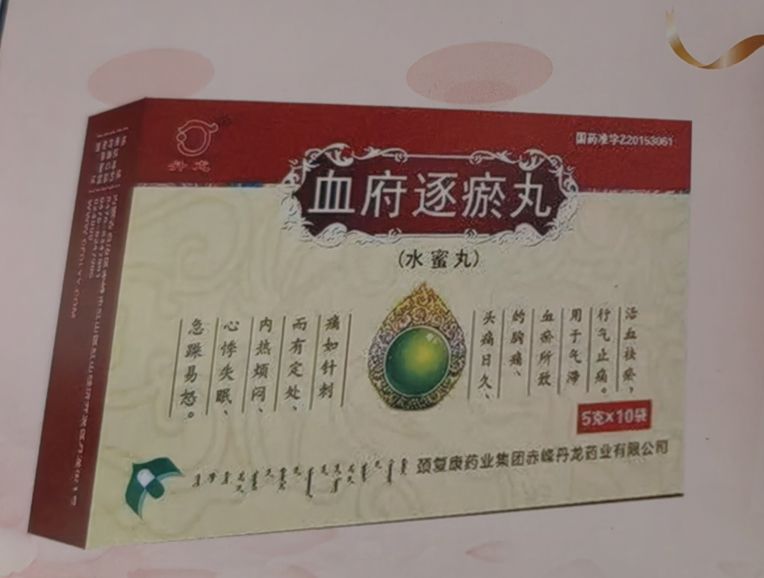 丹龙
国药准字Z20153061
血府逐瘀丸
(水蜜丸)
活血祛瘀，
行气止痛。
用于气滞
血瘀所致
的胸痛、
头痛日久、
痛如针刺
而有定处、
内热烦闷、
心悸失眠、
急躁易怒。
5克×10袋
颈复康药业集团赤峰丹龙药业有限公司